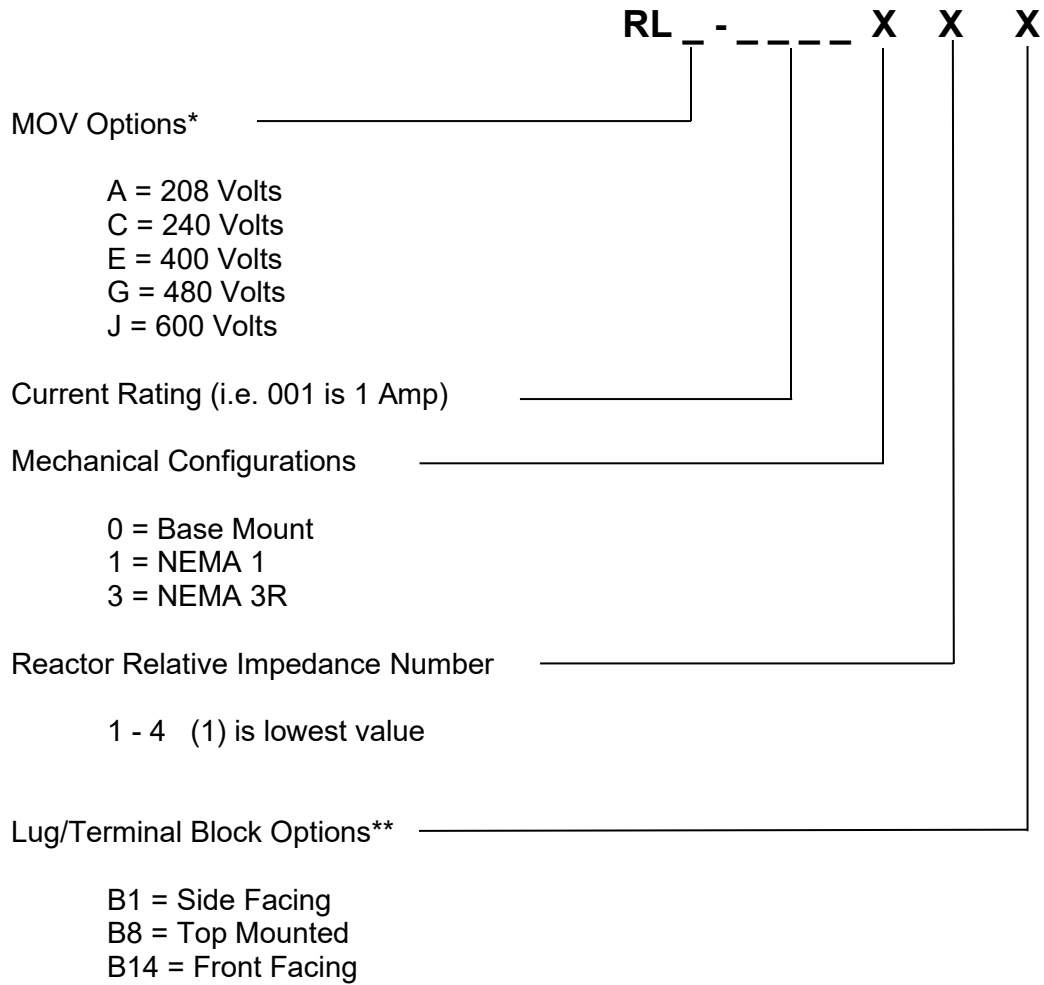 RL _ - _ _ _ _ X X X
MOV Options*
A = 208 Volts
C = 240 Volts
E = 400 Volts
G = 480 Volts
J = 600 Volts
Current Rating (i.e. 001 is 1 Amp)
Mechanical Configurations
0 = Base Mount
1 = NEMA 1
3 = NEMA 3R
Reactor Relative Impedance Number
1 - 4 (1) is lowest value
Lug/Terminal Block Options**
B1 = Side Facing
B8 = Top Mounted
B14 = Front Facing